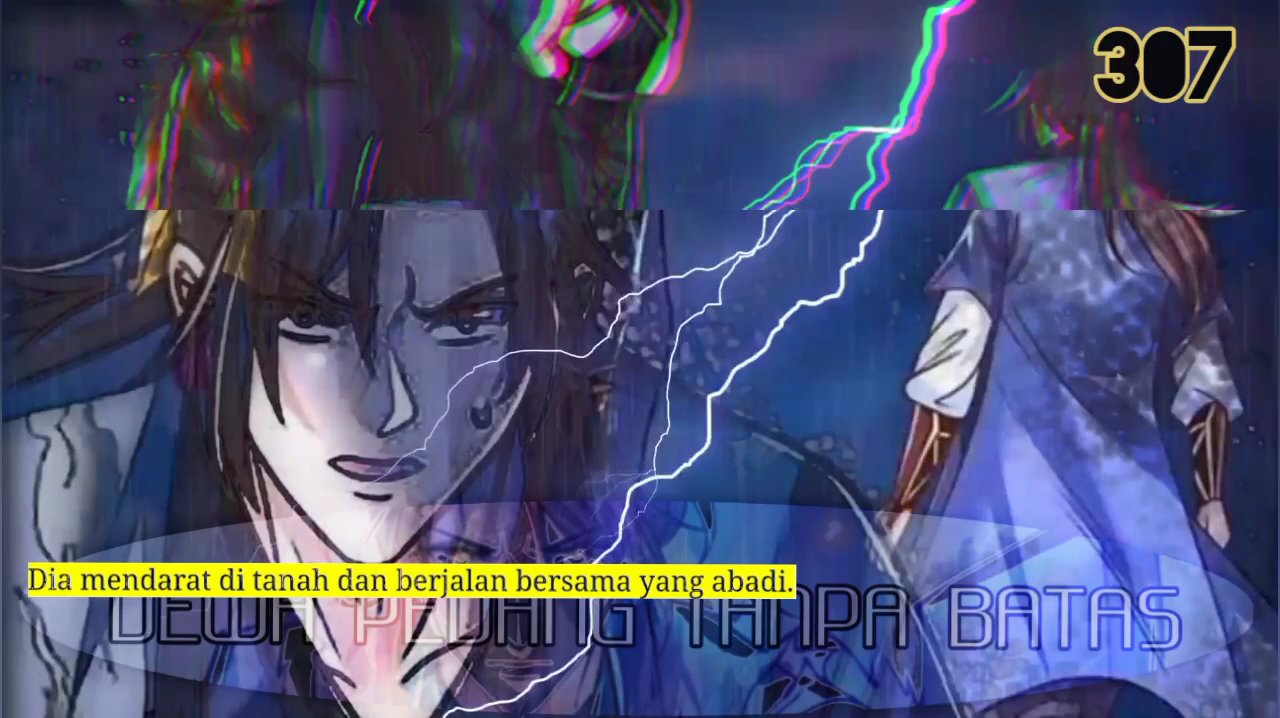 307
Dia mendarat di tanah dan berjalan bersama yang abadi.
DEWA PEDANG TANPA BATAS